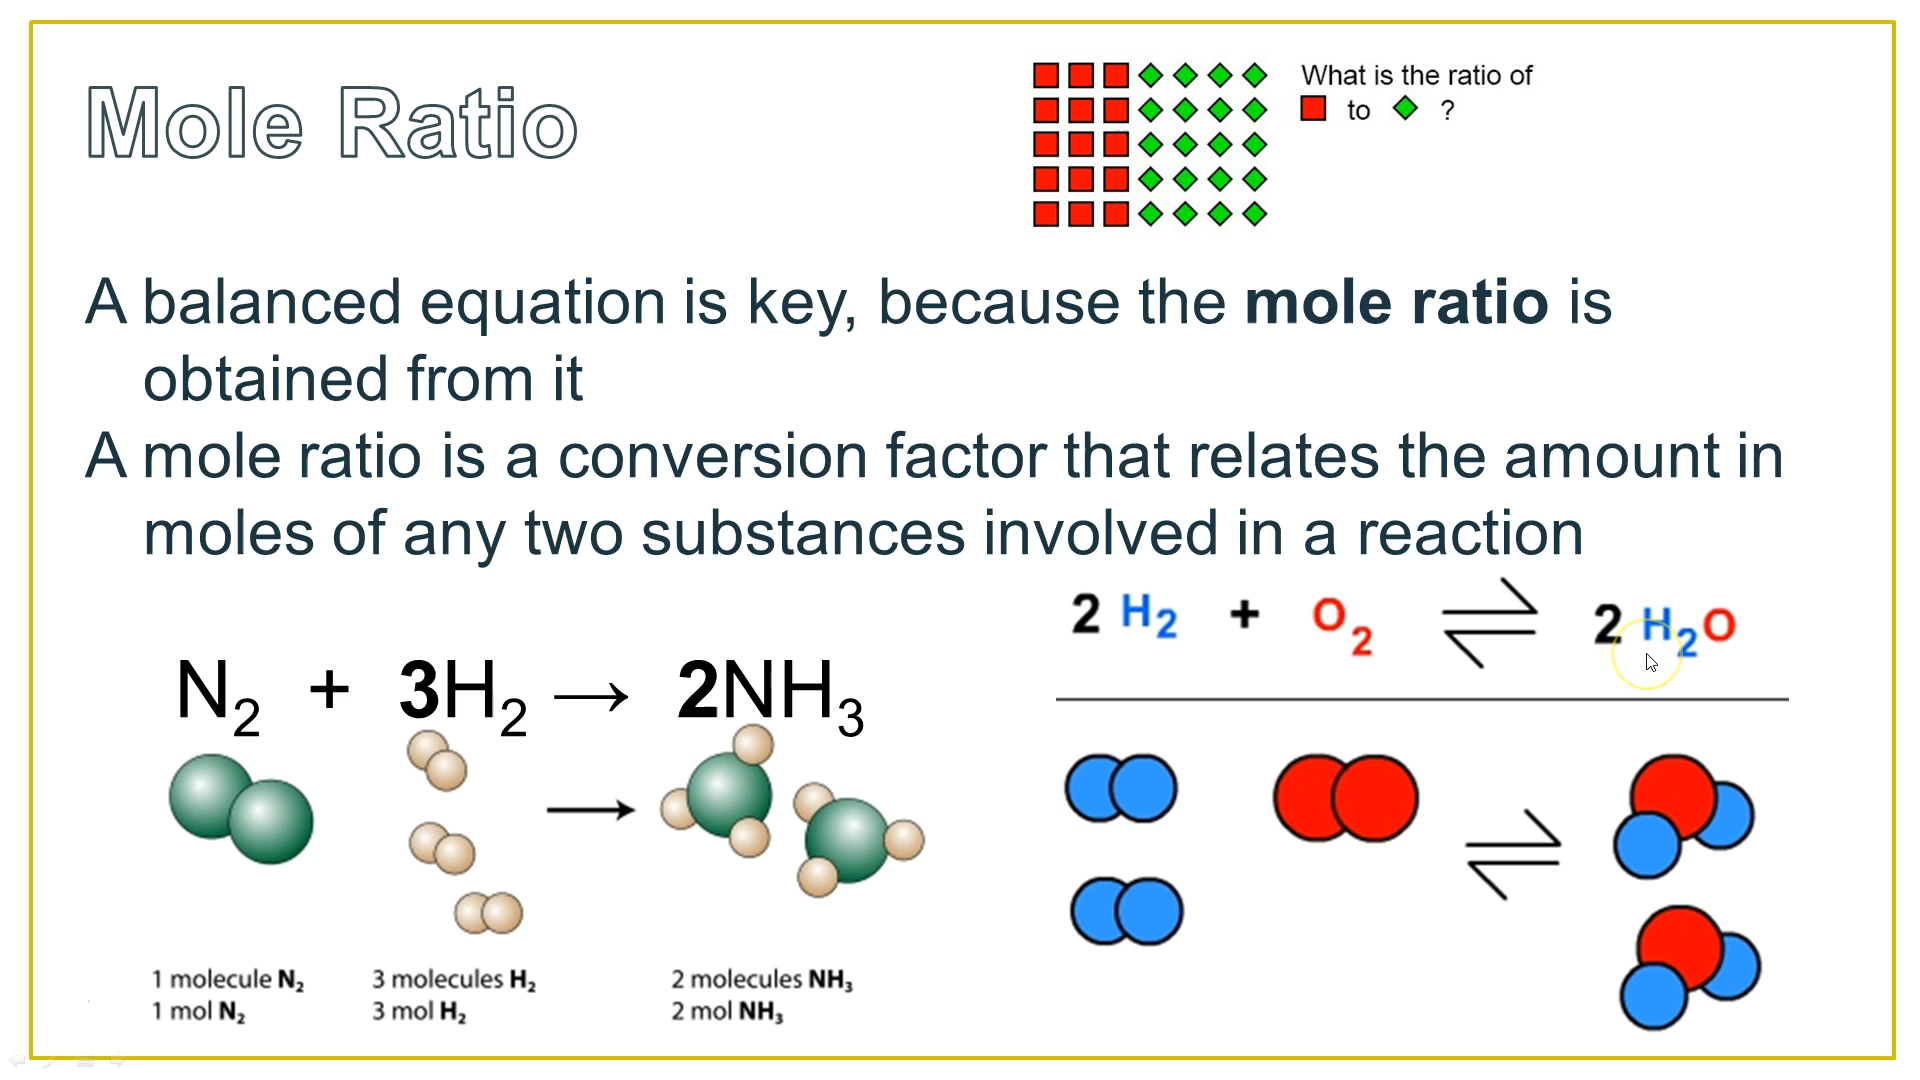 Mole Ratio
What is the ratio of
to ?
A balanced equation is key, because the mole ratio is
obtained from it
A mole ratio is a conversion factor that relates the amount in
moles of any two substances involved in a reaction
N₂ + 3H₂ → 2NH₃
1 molecule N₂ 3 molecules H₂ 2 molecules NH₃
1 mol N₂ 3 mol H₂ 2 mol NH₃
2 H₂ + O₂ ⇌ 2 H₂O